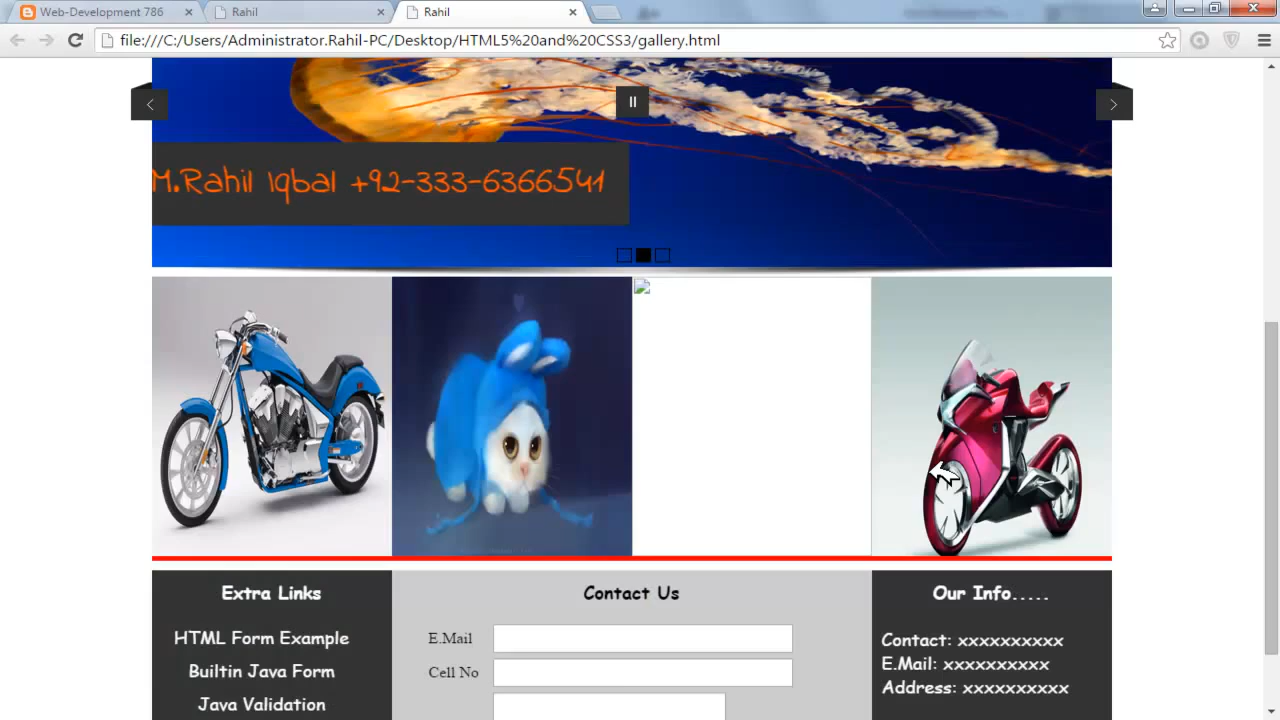 Web-Development 786
Rahil
Rahil
file:///C:/Users/Administrator.Rahil-PC/Desktop/HTML5%20and%20CSS3/gallery.html
M.Rahil Iqbal +92-333-6366541
Extra Links
HTML Form Example
Builtin Java Form
Java Validation
Contact Us
E.Mail
Cell No
Our Info.....
Contact: xxxxxxxxxx
E.Mail: xxxxxxxxxx
Address: xxxxxxxxxx